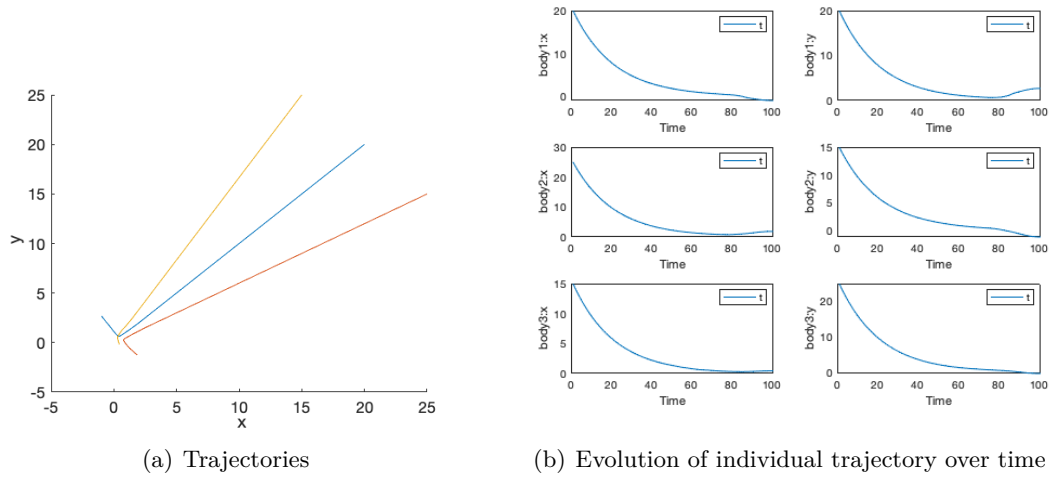 25
20
15
10
5
0
-5
y
-5 0 5 10 15 20 25
x
(a) Trajectories
20
10
0
body1:x
t
0 20 40 60 80 100
Time
20
10
0
body1:y
t
0 20 40 60 80 100
Time
30
20
10
0
body2:x
t
0 20 40 60 80 100
Time
15
10
5
0
body2:y
t
0 20 40 60 80 100
Time
15
10
5
0
body3:x
t
0 20 40 60 80 100
Time
20
10
0
body3:y
t
0 20 40 60 80 100
Time
(b) Evolution of individual trajectory over time